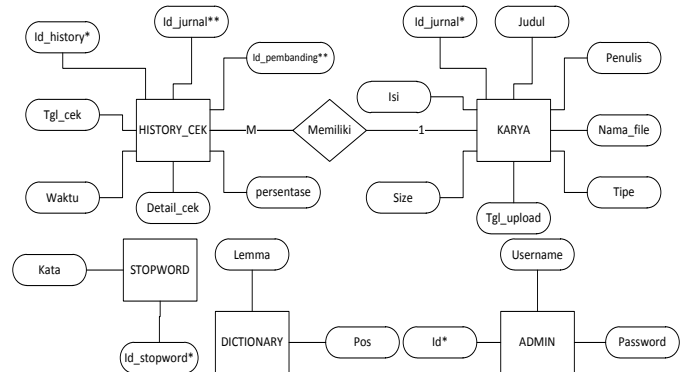 Id_jurnal**
Id_jurnal*
Judul
Id_history*
Id_pembanding**
Penulis
Isi
Tgl_cek
HISTORY_CEK
M
Memiliki
1
KARYA
Nama_file
Waktu
Detail_cek
persentase
Size
Tgl_upload
Tipe
Kata
STOPWORD
Lemma
Username
Id_stopword*
DICTIONARY
Pos
Id*
ADMIN
Password